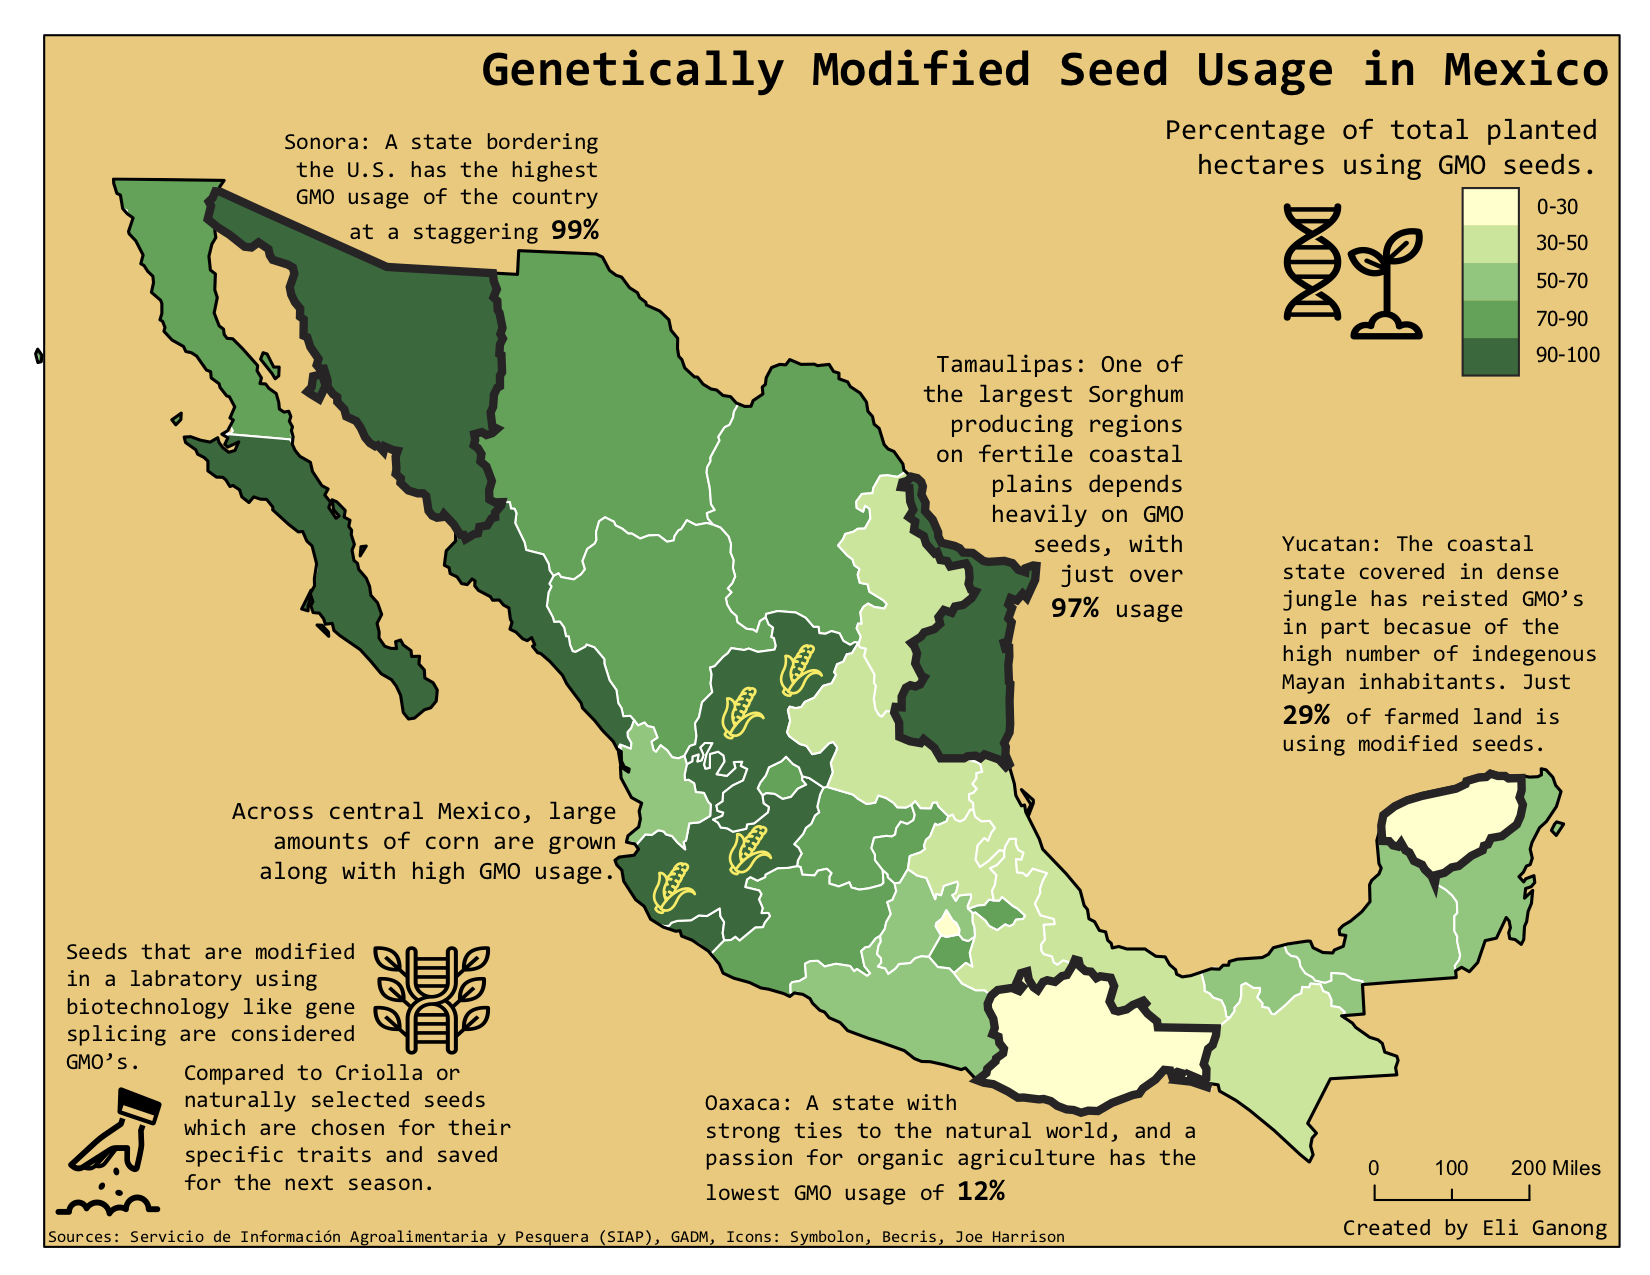 Genetically Modified Seed Usage in Mexico
Percentage of total planted
hectares using GMO seeds.
0-30
30-50
50-70
70-90
90-100
Sonora: A state bordering
the U.S. has the highest
GMO usage of the country
at a staggering 99%
Tamaulipas: One of
the largest Sorghum
producing regions
on fertile coastal
plains depends
heavily on GMO
seeds, with
just over
97% usage
Yucatan: The coastal
state covered in dense
jungle has reisted GMO’s
in part becasue of the
high number of indegenous
Mayan inhabitants. Just
29% of farmed land is
using modified seeds.
Across central Mexico, large
amounts of corn are grown
along with high GMO usage.
Seeds that are modified
in a labratory using
biotechnology like gene
splicing are considered
GMO’s.
Compared to Criolla or
naturally selected seeds
which are chosen for their
specific traits and saved
for the next season.
Oaxaca: A state with
strong ties to the natural world, and a
passion for organic agriculture has the
lowest GMO usage of 12%
0 100 200 Miles
Created by Eli Ganong
Sources: Servicio de Información Agroalimentaria y Pesquera (SIAP), GADM, Icons: Symbolon, Becris, Joe Harrison